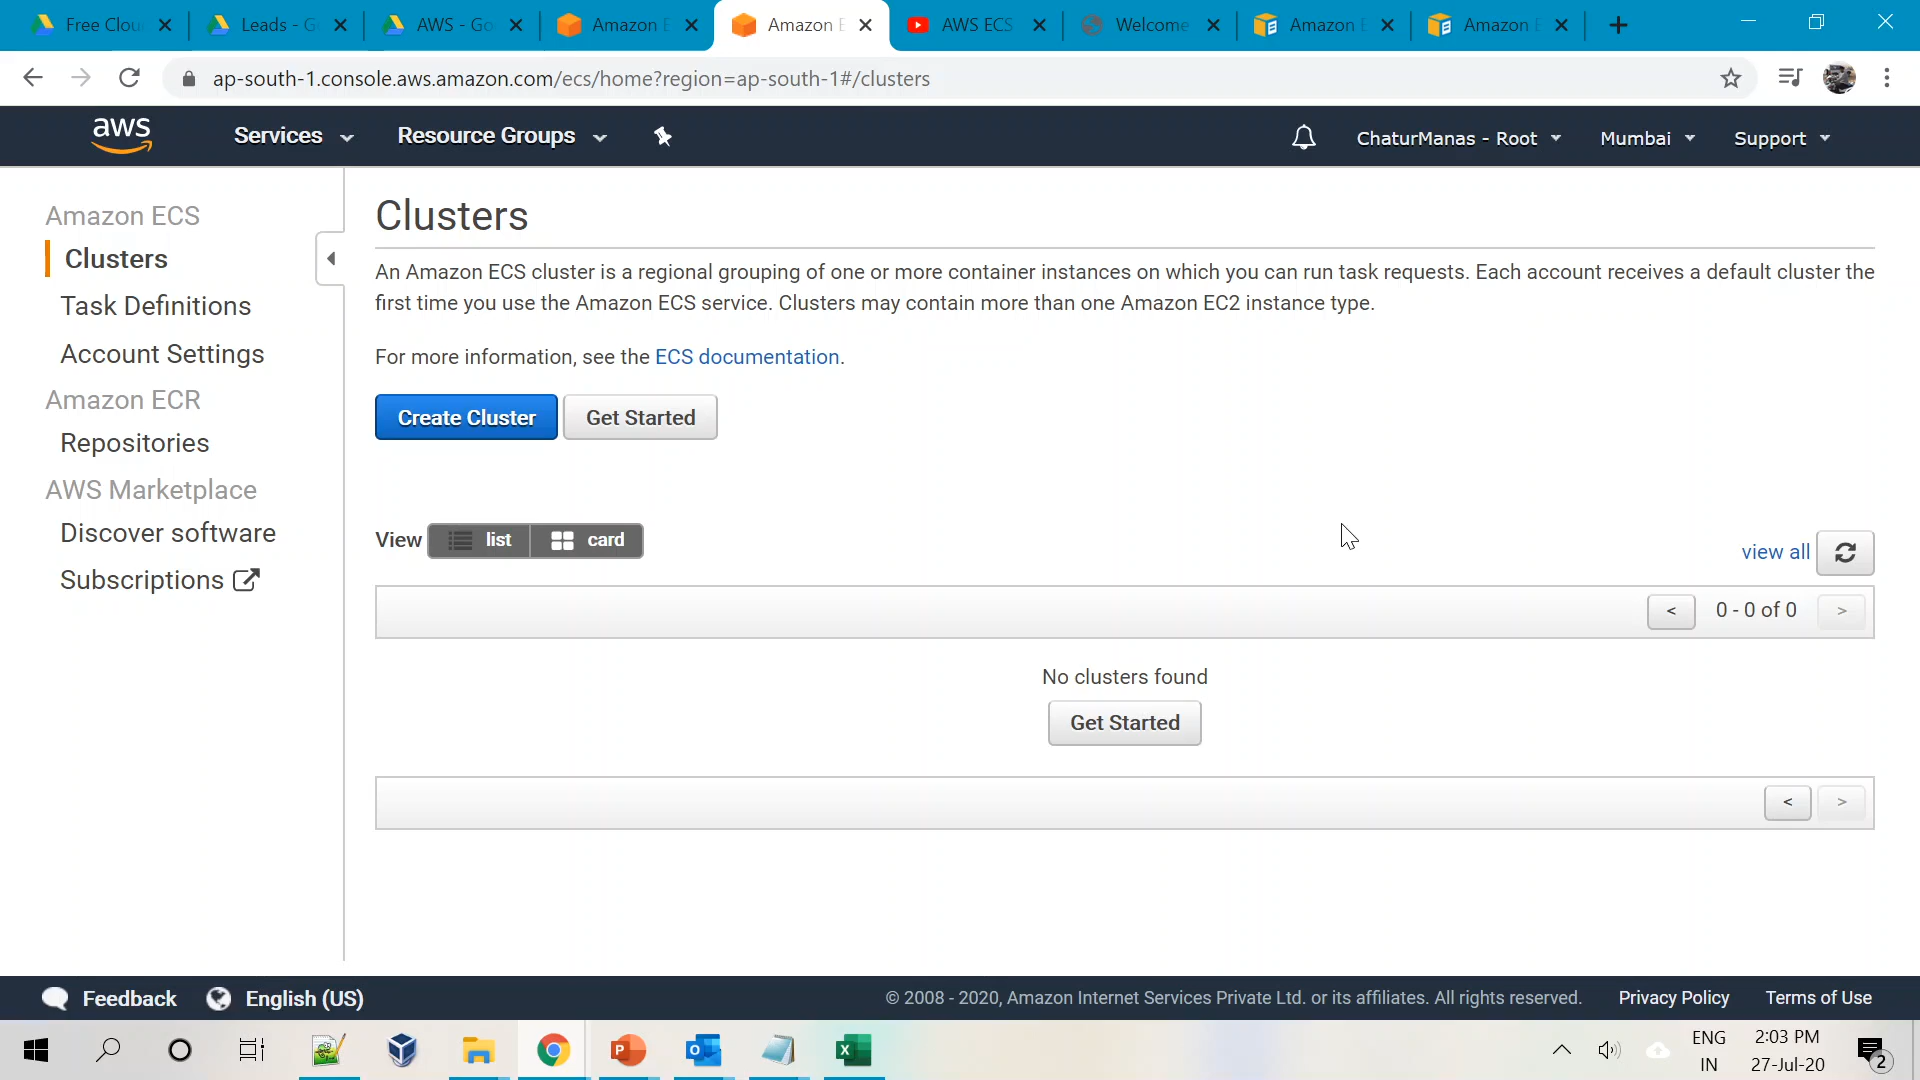 Free Clou
Leads - G
AWS - Go
Amazon E
Amazon E
AWS ECS
Welcome
Amazon E
Amazon E
ap-south-1.console.aws.amazon.com/ecs/home?region=ap-south-1#/clusters
aws
Services
Resource Groups
ChaturManas - Root
Mumbai
Support
Amazon ECS
Clusters
Task Definitions
Account Settings
Amazon ECR
Repositories
AWS Marketplace
Discover software
Subscriptions
Clusters
An Amazon ECS cluster is a regional grouping of one or more container instances on which you can run task requests. Each account receives a default cluster the
first time you use the Amazon ECS service. Clusters may contain more than one Amazon EC2 instance type.
For more information, see the ECS documentation.
Create Cluster
Get Started
View
list
card
view all
< 0 - 0 of 0 >
No clusters found
Get Started
< >
Feedback
English (US)
© 2008 - 2020, Amazon Internet Services Private Ltd. or its affiliates. All rights reserved.
Privacy Policy
Terms of Use
ENG
IN
2:03 PM
27-Jul-20
2